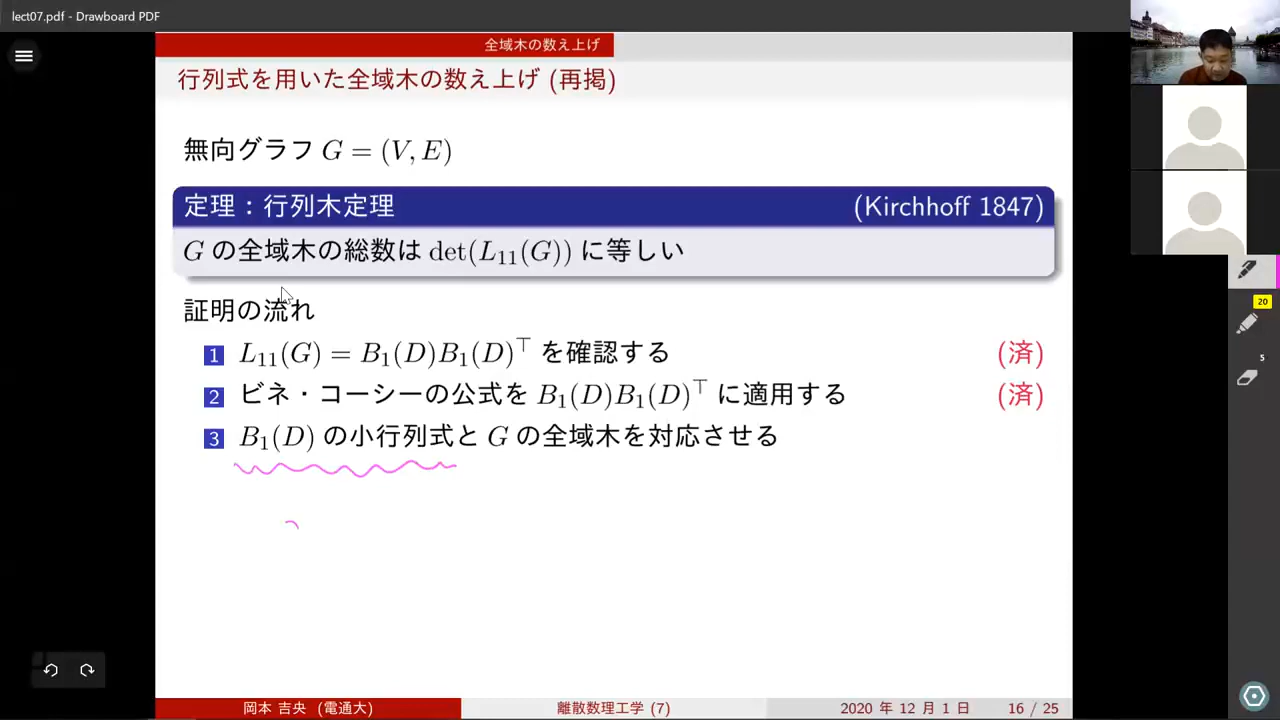 lect07.pdf - Drawboard PDF
全域木の数え上げ
行列式を用いた全域木の数え上げ (再掲)
無向グラフ G = (V, E)
定理：行列木定理 (Kirchhoff 1847)
G の全域木の総数は det(L₁₁(G)) に等しい
証明の流れ
1 L₁₁(G) = B₁(D)B₁(D)⊤ を確認する (済)
2 ビネ・コーシーの公式を B₁(D)B₁(D)⊤ に適用する (済)
3 B₁(D) の小行列式と G の全域木を対応させる
20
5
岡本 吉央 (電通大) 離散数理工学 (7) 2020 年 12 月 1 日 16 / 25